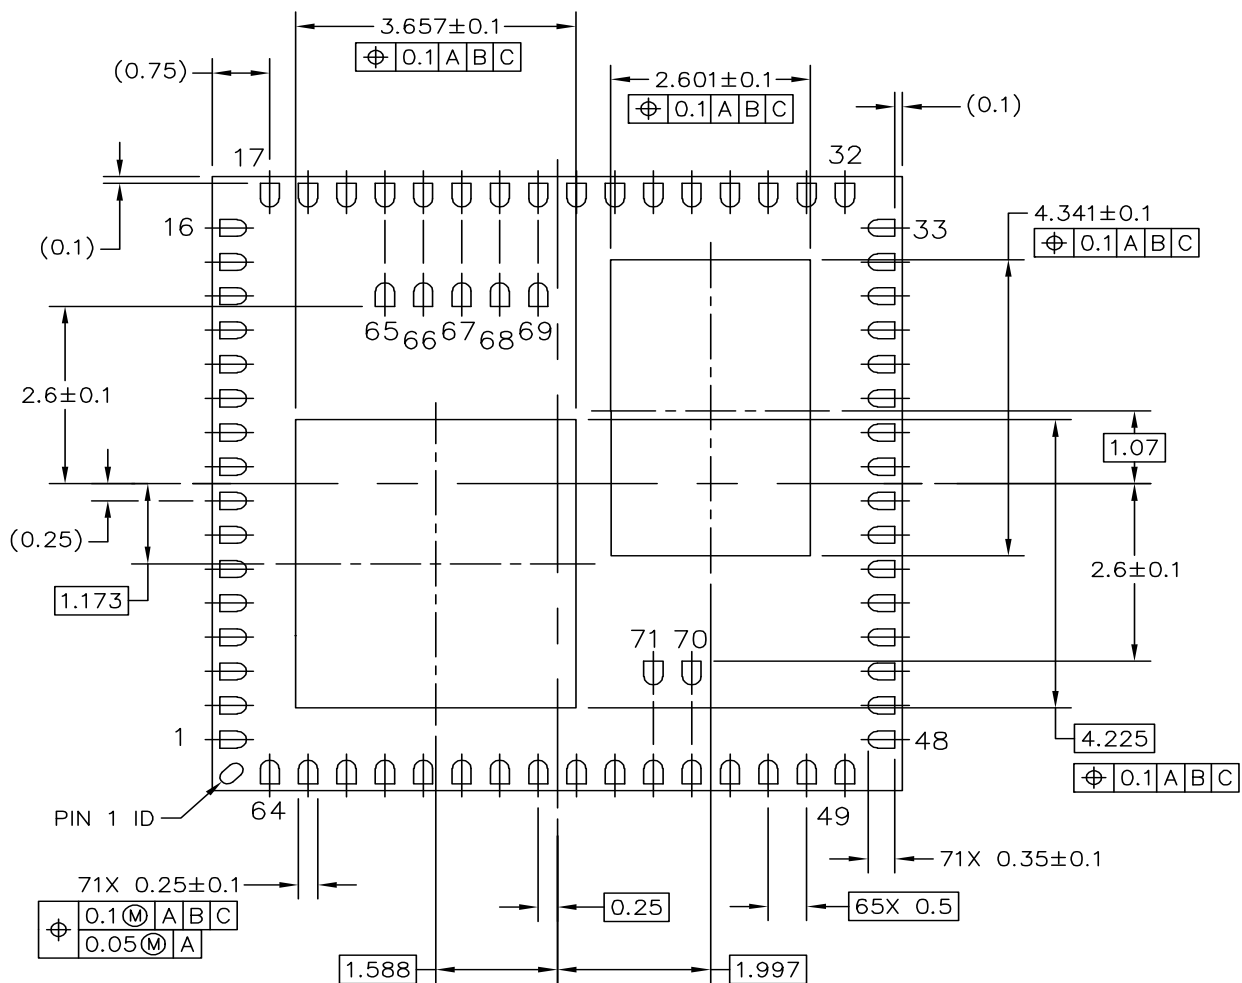 3.657±0.1
⌖ 0.1 A B C
(0.75)
2.601±0.1
⌖ 0.1 A B C
(0.1)
17
32
16
33
(0.1)
4.341±0.1
⌖ 0.1 A B C
65 66 67 68 69
2.6±0.1
1.07
(0.25)
2.6±0.1
1.173
71 70
1
48
4.225
⌖ 0.1 A B C
PIN 1 ID
64
49
71X 0.35±0.1
71X 0.25±0.1
⌖ 0.1 Ⓜ A B C
0.05 Ⓜ A
0.25
65X 0.5
1.588
1.997